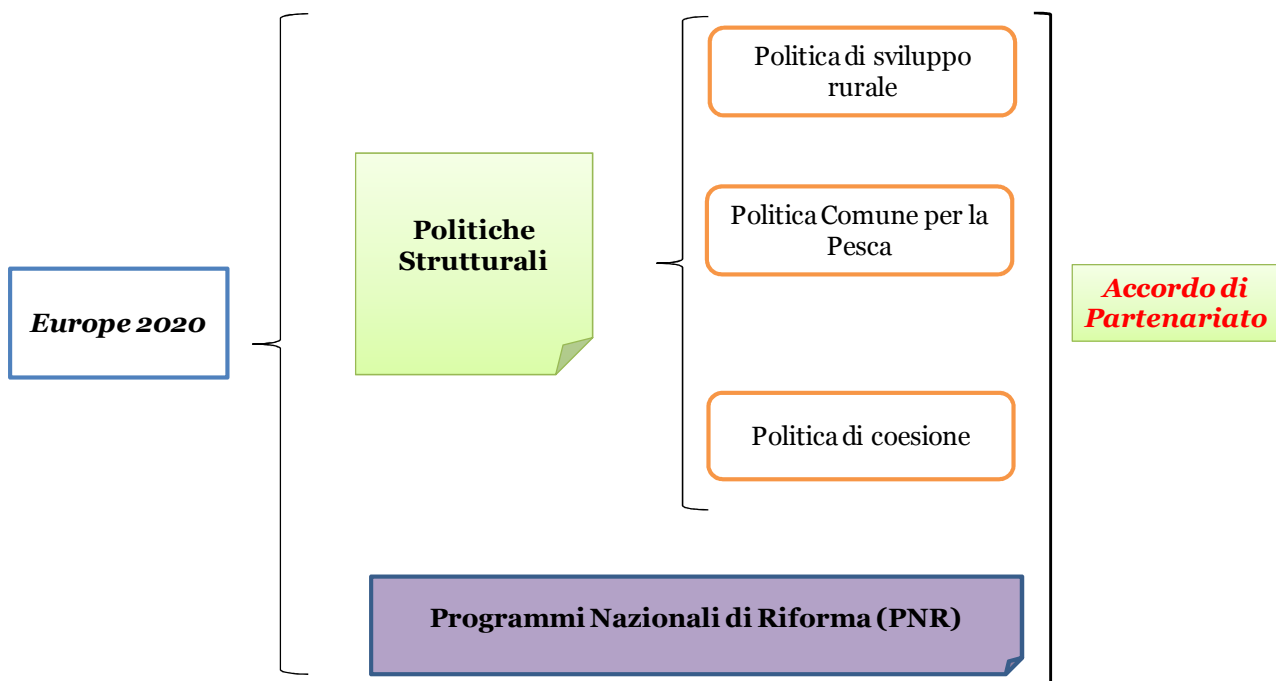 Europe 2020
Politiche
Strutturali
Politica di sviluppo
rurale
Politica Comune per la
Pesca
Politica di coesione
Programmi Nazionali di Riforma (PNR)
Accordo di
Partenariato